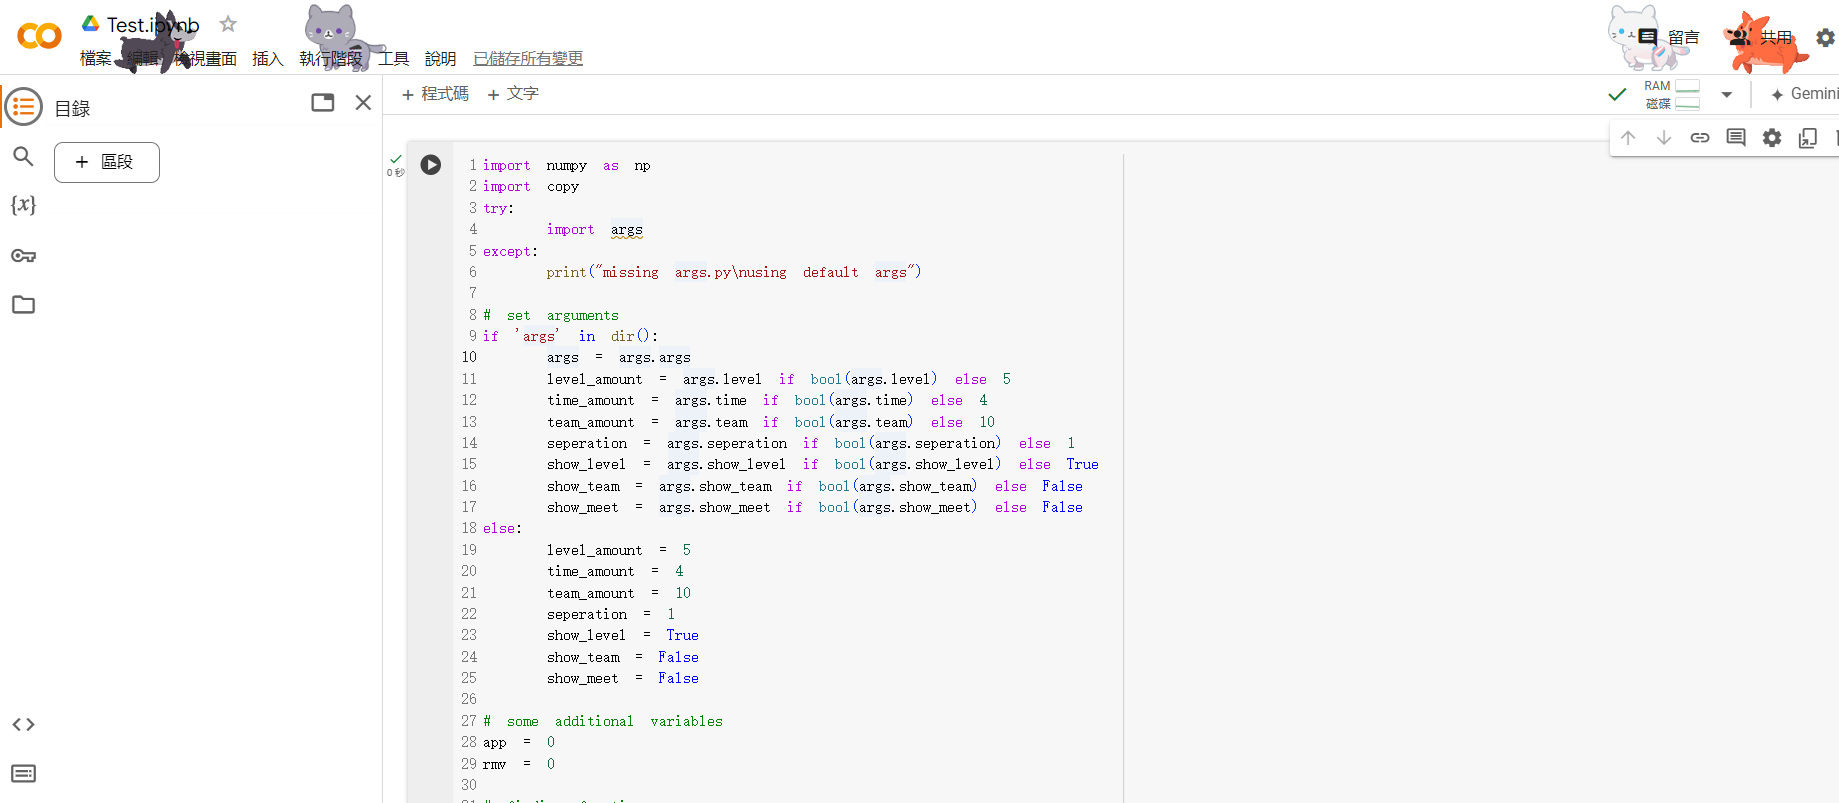 Test.ipynb
檔案 編輯 檢視畫面 插入 執行階段 工具 說明 已儲存所有變更
留言 共用
目錄
+ 程式碼 + 文字
RAM
磁碟
Gemini
+ 區段
{x}
0 秒
1 import numpy as np
2 import copy
3 try:
4 import args
5 except:
6 print("missing args.py\nusing default args")
7
8 # set arguments
9 if 'args' in dir():
10 args = args.args
11 level_amount = args.level if bool(args.level) else 5
12 time_amount = args.time if bool(args.time) else 4
13 team_amount = args.team if bool(args.team) else 10
14 seperation = args.seperation if bool(args.seperation) else 1
15 show_level = args.show_level if bool(args.show_level) else True
16 show_team = args.show_team if bool(args.show_team) else False
17 show_meet = args.show_meet if bool(args.show_meet) else False
18 else:
19 level_amount = 5
20 time_amount = 4
21 team_amount = 10
22 seperation = 1
23 show_level = True
24 show_team = False
25 show_meet = False
26
27 # some additional variables
28 app = 0
29 rmv = 0
30